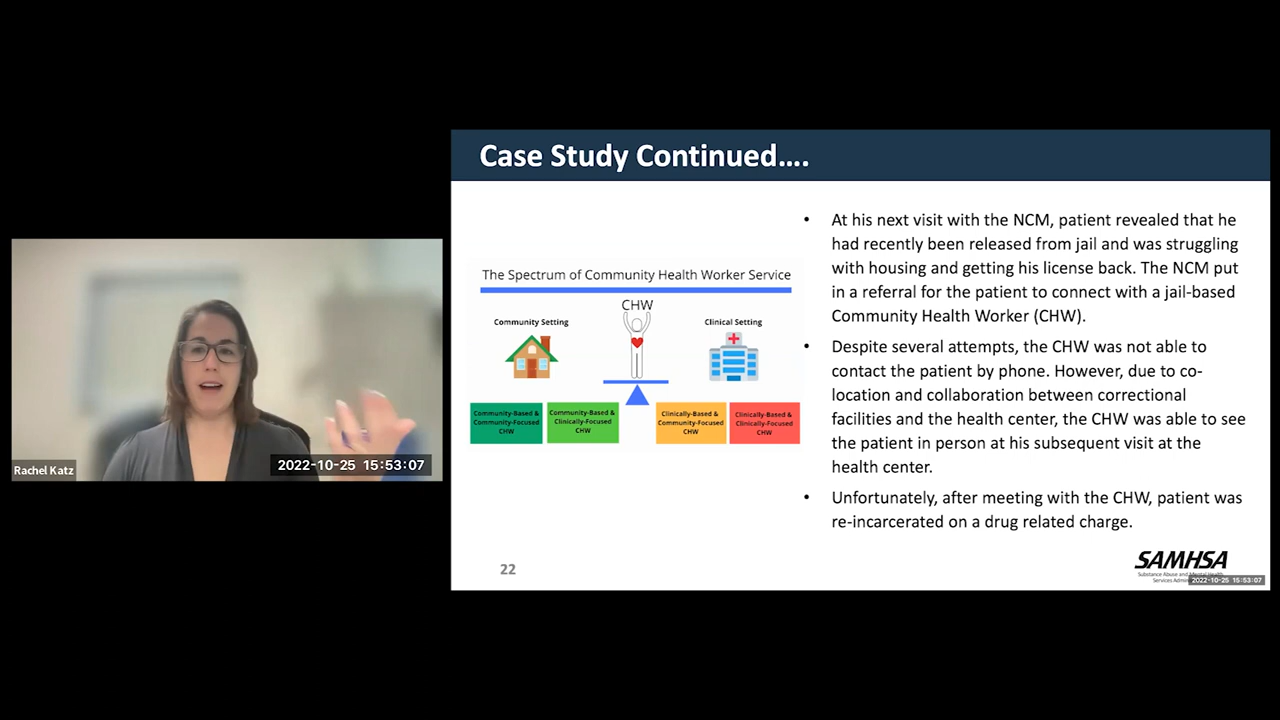 Rachel Katz
2022-10-25 15:53:07
Case Study Continued....
The Spectrum of Community Health Worker Service
CHW
Community Setting
Clinical Setting
Community-Based &
Community-Focused
CHW
Community-Based &
Clinically-Focused
CHW
Clinically-Based &
Community-Focused
CHW
Clinically-Based &
Clinically-Focused
CHW
• At his next visit with the NCM, patient revealed that he
had recently been released from jail and was struggling
with housing and getting his license back. The NCM put
in a referral for the patient to connect with a jail-based
Community Health Worker (CHW).
• Despite several attempts, the CHW was not able to
contact the patient by phone. However, due to co-
location and collaboration between correctional
facilities and the health center, the CHW was able to see
the patient in person at his subsequent visit at the
health center.
• Unfortunately, after meeting with the CHW, patient was
re-incarcerated on a drug related charge.
22
SAMHSA
Substance Abuse and Mental Health
Services
2022-10-25 15:53:07